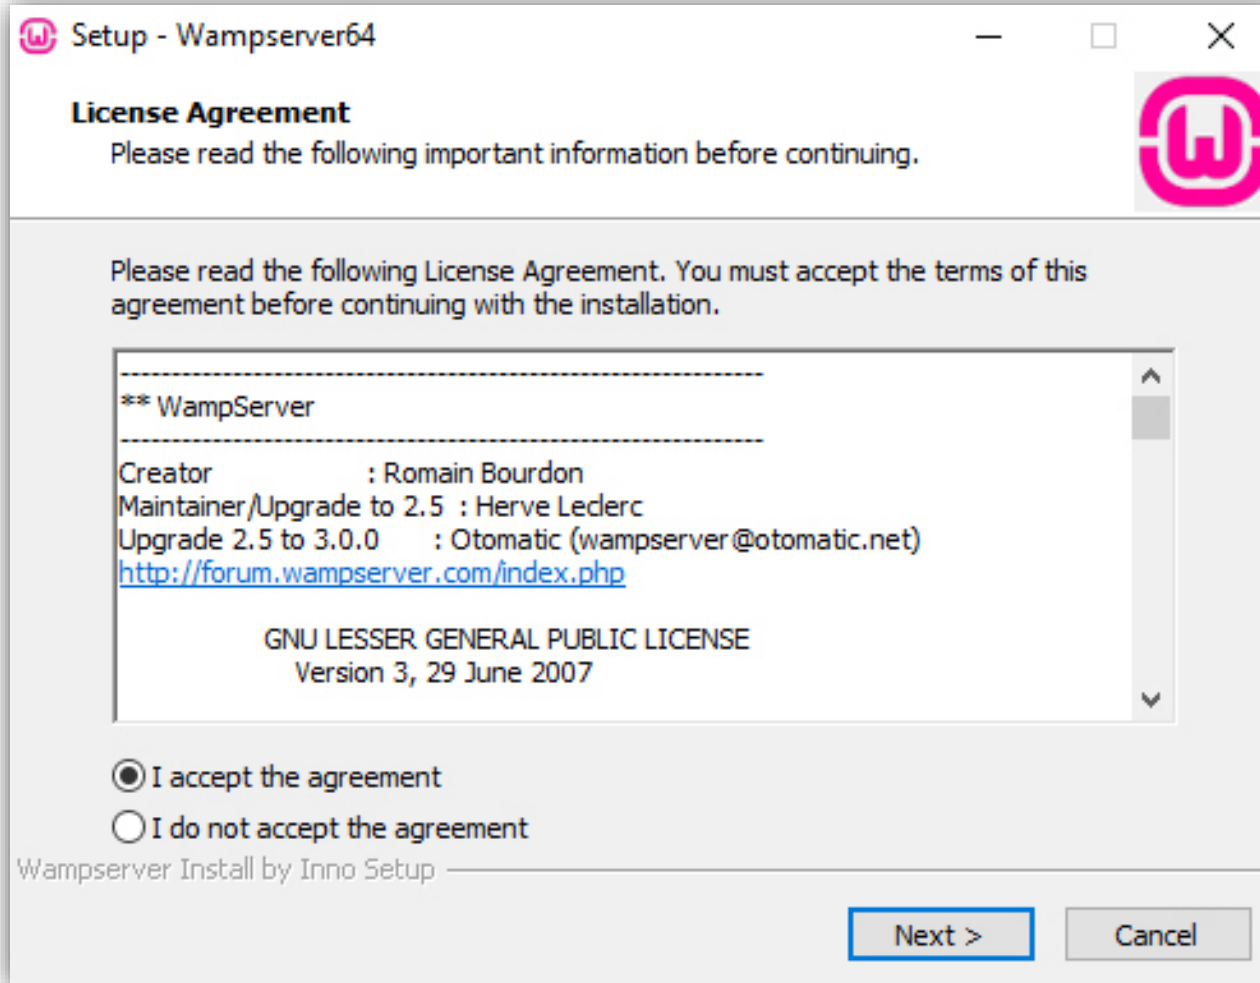 Setup - Wampserver64
License Agreement
Please read the following important information before continuing.
Please read the following License Agreement. You must accept the terms of this
agreement before continuing with the installation.
---------------------------------------------------------------
** WampServer
---------------------------------------------------------------
Creator : Romain Bourdon
Maintainer/Upgrade to 2.5 : Herve Leclerc
Upgrade 2.5 to 3.0.0 : Otomatic (wampserver@otomatic.net)
http://forum.wampserver.com/index.php
GNU LESSER GENERAL PUBLIC LICENSE
Version 3, 29 June 2007
I accept the agreement
I do not accept the agreement
Wampserver Install by Inno Setup
Next > Cancel